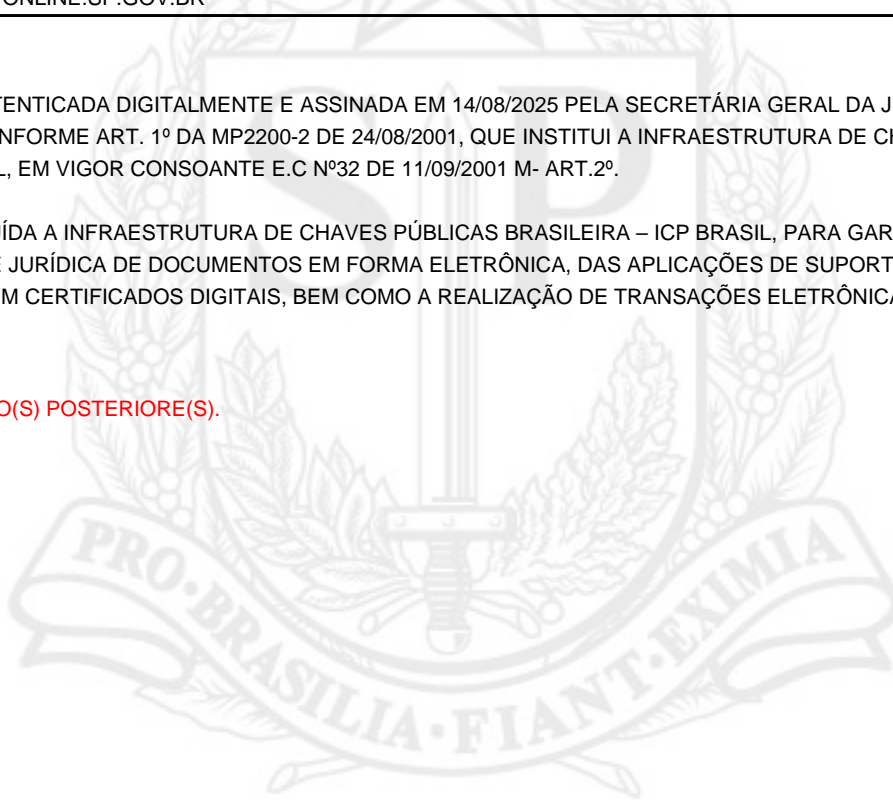 ONLINE.SP.GOV.BR
TENTICADA DIGITALMENTE E ASSINADA EM 14/08/2025 PELA SECRETÁRIA GERAL DA J
NFORME ART. 1º DA MP2200-2 DE 24/08/2001, QUE INSTITUI A INFRAESTRUTURA DE CH
L, EM VIGOR CONSOANTE E.C Nº32 DE 11/09/2001 M- ART.2º.
ÍDA A INFRAESTRUTURA DE CHAVES PÚBLICAS BRASILEIRA – ICP BRASIL, PARA GAR
E JURÍDICA DE DOCUMENTOS EM FORMA ELETRÔNICA, DAS APLICAÇÕES DE SUPORT
M CERTIFICADOS DIGITAIS, BEM COMO A REALIZAÇÃO DE TRANSAÇÕES ELETRÔNICA
O(S) POSTERIORE(S).
SP
PRO·BRASILIA·FIANT·EXIMIA